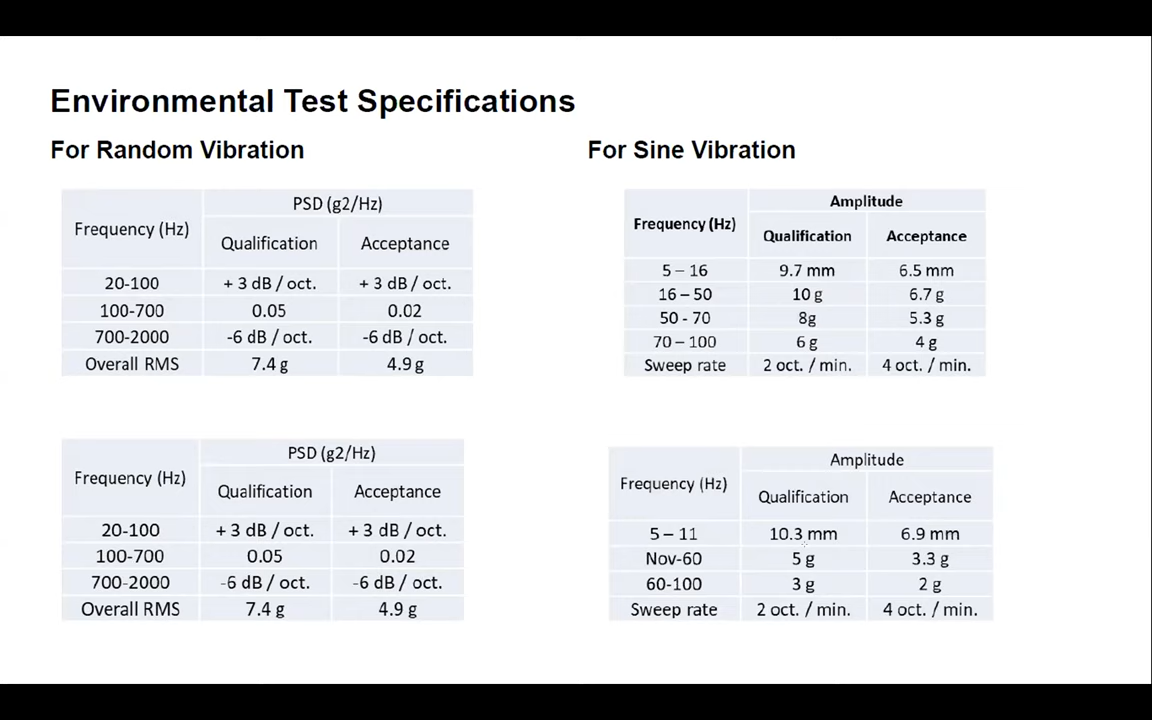 Environmental Test Specifications
For Random Vibration
Frequency (Hz) PSD (g2/Hz)
Qualification Acceptance
20-100 + 3 dB / oct. + 3 dB / oct.
100-700 0.05 0.02
700-2000 -6 dB / oct. -6 dB / oct.
Overall RMS 7.4 g 4.9 g
Frequency (Hz) PSD (g2/Hz)
Qualification Acceptance
20-100 + 3 dB / oct. + 3 dB / oct.
100-700 0.05 0.02
700-2000 -6 dB / oct. -6 dB / oct.
Overall RMS 7.4 g 4.9 g
For Sine Vibration
Frequency (Hz) Amplitude
Qualification Acceptance
5 – 16 9.7 mm 6.5 mm
16 – 50 10 g 6.7 g
50 - 70 8g 5.3 g
70 – 100 6 g 4 g
Sweep rate 2 oct. / min. 4 oct. / min.
Frequency (Hz) Amplitude
Qualification Acceptance
5 – 11 10.3 mm 6.9 mm
Nov-60 5 g 3.3 g
60-100 3 g 2 g
Sweep rate 2 oct. / min. 4 oct. / min.